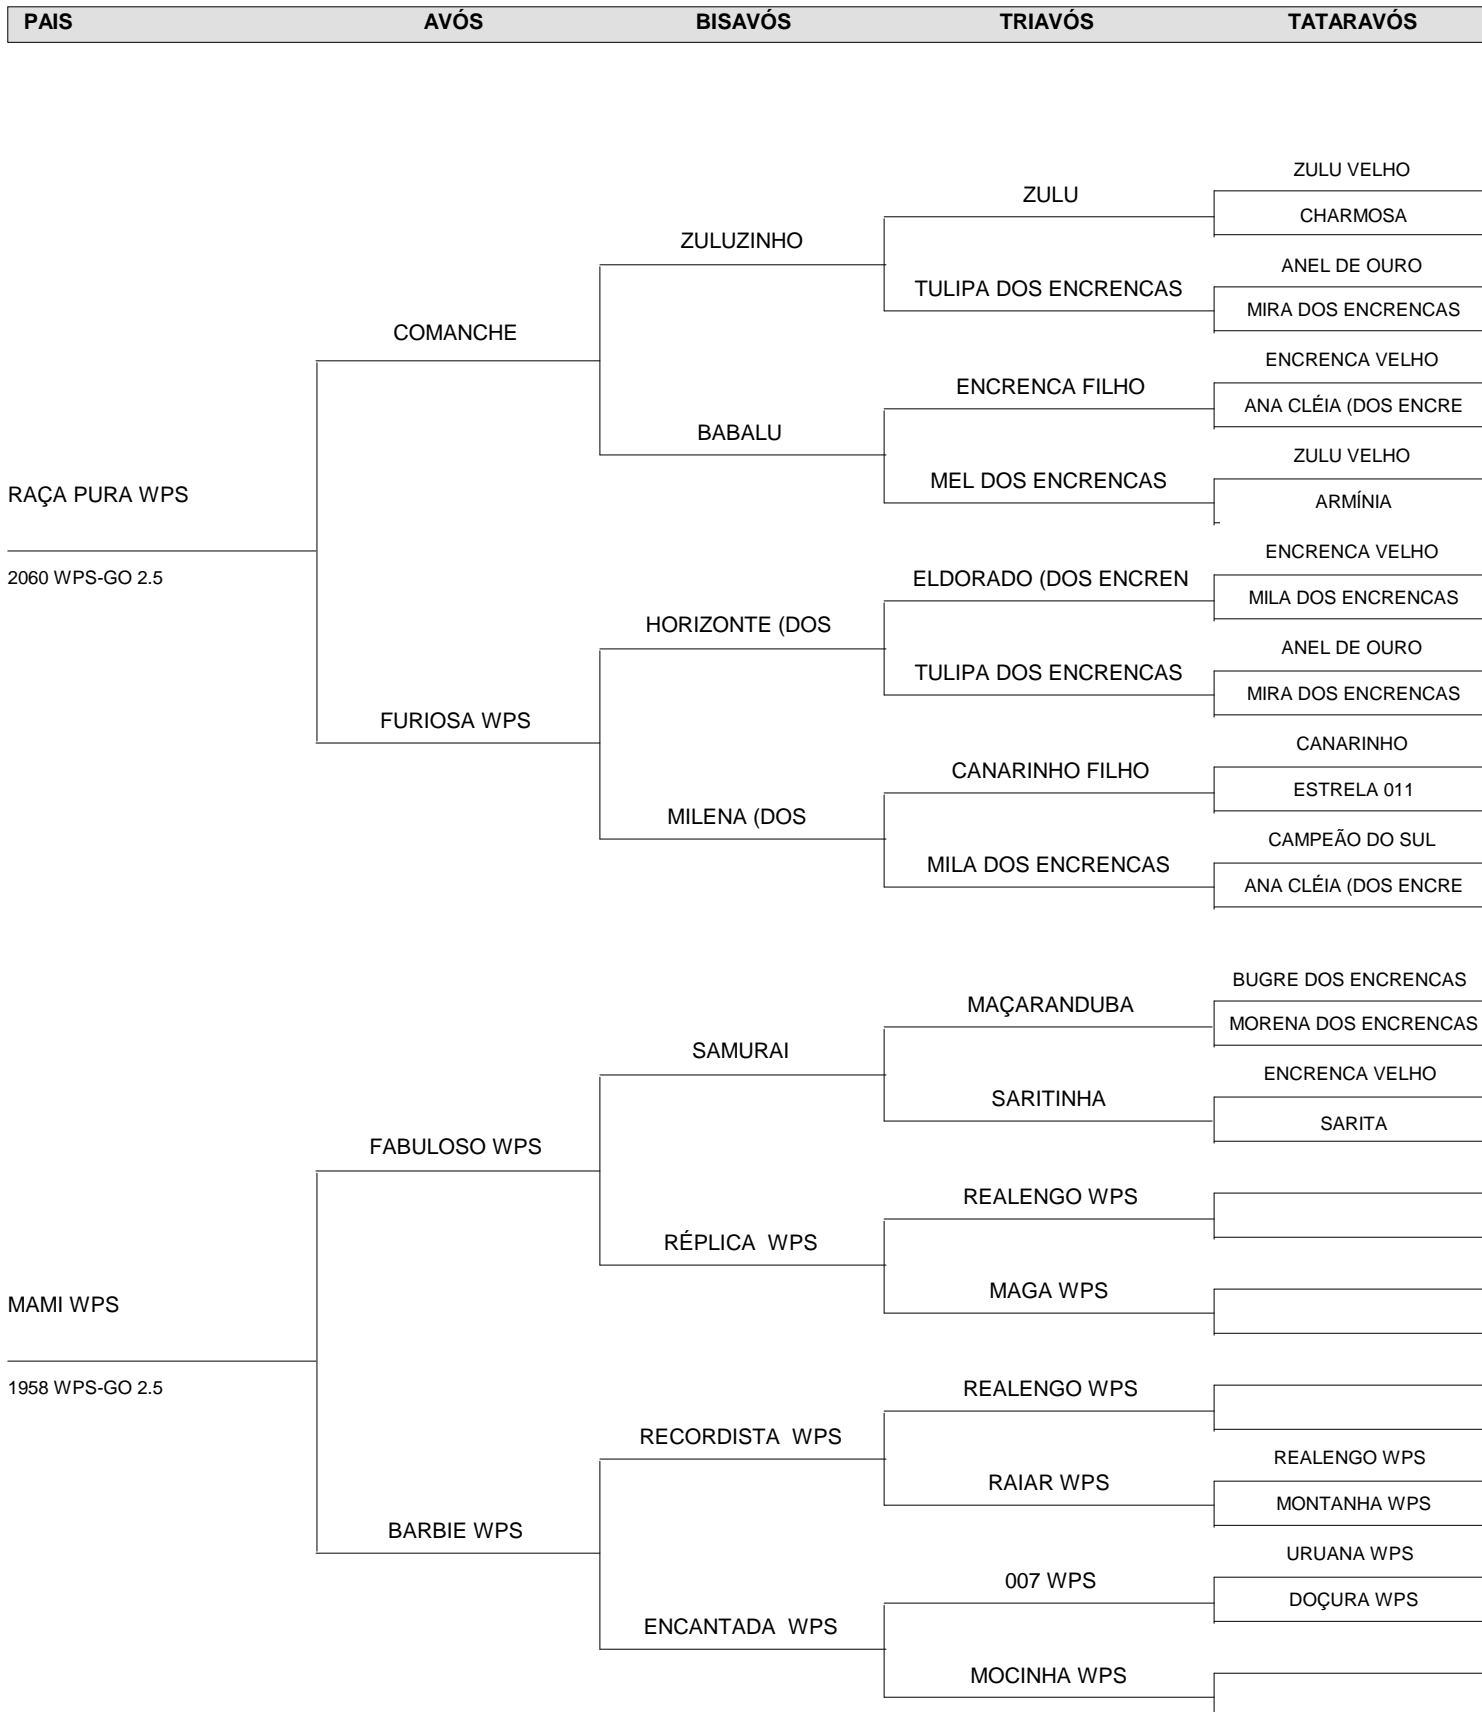 PAIS AVÓS BISAVÓS TRIAVÓS TATARAVÓS
ZULU VELHO
ZULU
CHARMOSA
ZULUZINHO
ANEL DE OURO
TULIPA DOS ENCRENCAS
MIRA DOS ENCRENCAS
COMANCHE
ENCRENCA VELHO
ENCRENCA FILHO
ANA CLÉIA (DOS ENCRE
BABALU
ZULU VELHO
MEL DOS ENCRENCAS
RAÇA PURA WPS
ARMÍNIA
ENCRENCA VELHO
2060 WPS-GO 2.5
ELDORADO (DOS ENCREN
MILA DOS ENCRENCAS
HORIZONTE (DOS
ANEL DE OURO
TULIPA DOS ENCRENCAS
MIRA DOS ENCRENCAS
FURIOSA WPS
CANARINHO
CANARINHO FILHO
ESTRELA 011
MILENA (DOS
CAMPEÃO DO SUL
MILA DOS ENCRENCAS
ANA CLÉIA (DOS ENCRE
BUGRE DOS ENCRENCAS
MAÇARANDUBA
MORENA DOS ENCRENCAS
SAMURAI
ENCRENCA VELHO
SARITINHA
SARITA
FABULOSO WPS
REALENGO WPS
RÉPLICA WPS
MAGA WPS
MAMI WPS
1958 WPS-GO 2.5
REALENGO WPS
RECORDISTA WPS
REALENGO WPS
RAIAR WPS
MONTANHA WPS
BARBIE WPS
URUANA WPS
007 WPS
DOÇURA WPS
ENCANTADA WPS
MOCINHA WPS